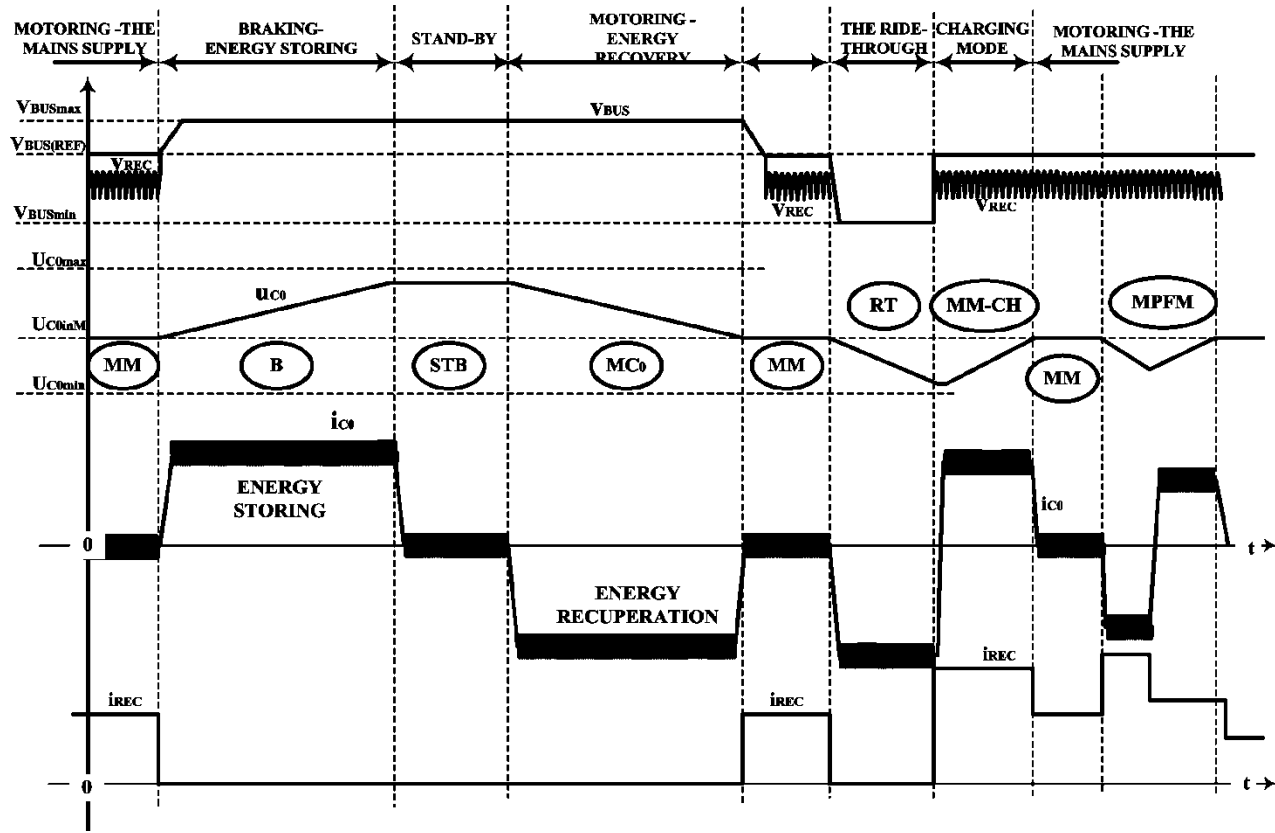 MOTORING -THE
MAINS SUPPLY
BRAKING-
ENERGY STORING
STAND-BY
MOTORING -
ENERGY
RECOVERY
THE RIDE-
THROUGH
CHARGING
MODE
MOTORING -THE
MAINS SUPPLY
VBUSmax
VBUS
VBUS(REF)
VREC
VREC
VREC
VBUSmin
UC0max
uC0
RT
MM-CH
MPFM
UC0inM
MM
B
STB
MC0
MM
MM
UC0min
iC0
ENERGY
STORING
iC0
0
t
ENERGY
RECUPERATION
iREC
iREC
iREC
0
t